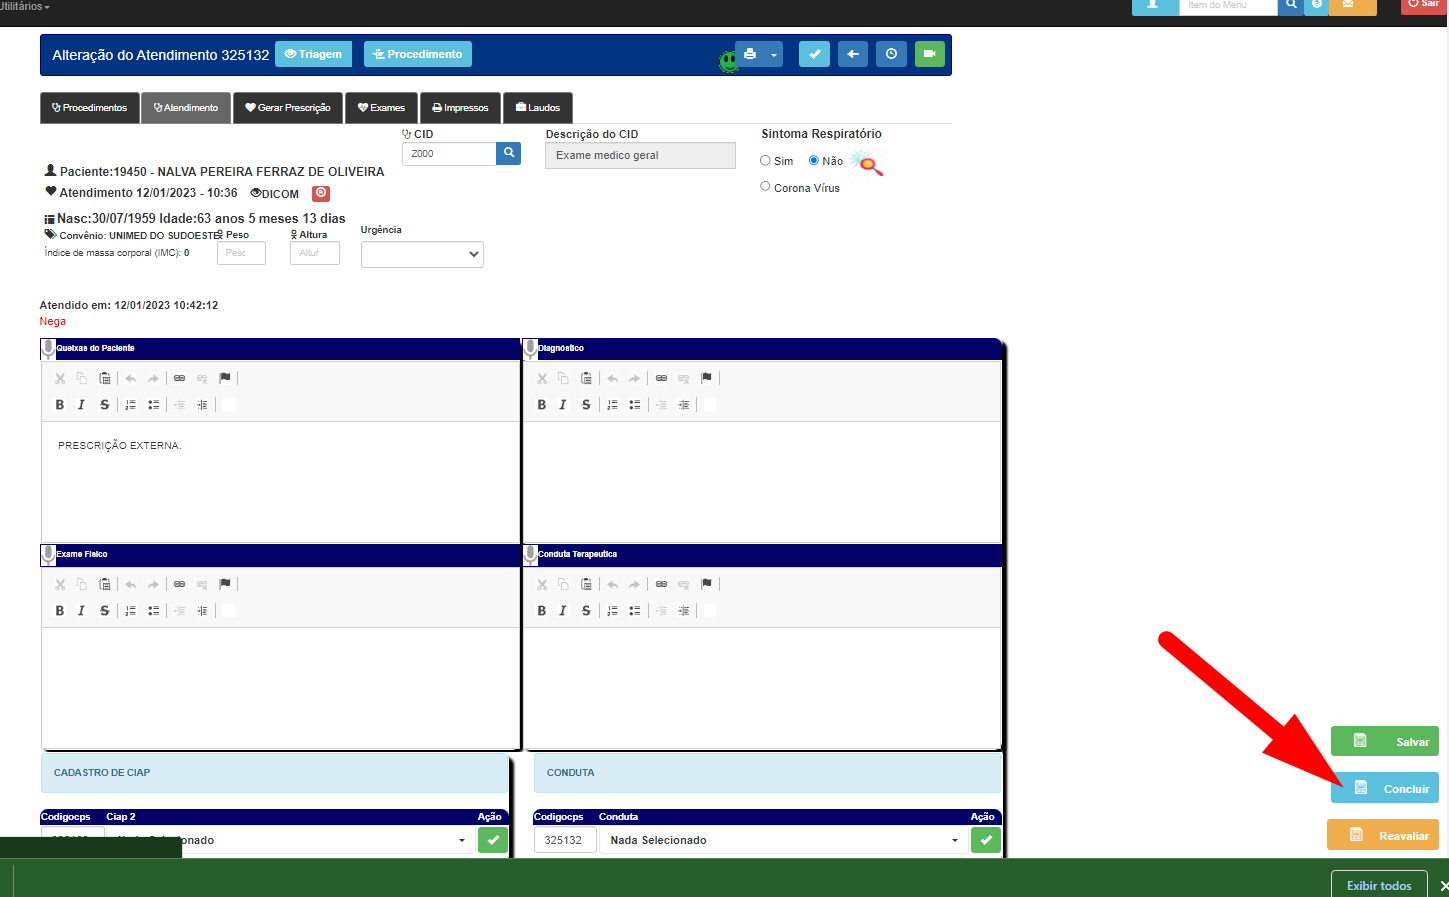 Utilitários
Item do Menu
Sair
Alteração do Atendimento 325132
Triagem
Procedimento
Procedimentos
Atendimento
Gerar Prescrição
Exames
Impressos
Laudos
CID
Descrição do CID
Sintoma Respiratório
Z000
Exame medico geral
Sim
Não
Corona Vírus
Paciente:19450 - NALVA PEREIRA FERRAZ DE OLIVEIRA
Atendimento 12/01/2023 - 10:36
DICOM
Nasc:30/07/1959 Idade:63 anos 5 meses 13 dias
Convênio: UNIMED DO SUDOESTE
Peso
Altura
Urgência
Índice de massa corporal (IMC): 0
Pesc
Altur
Atendido em: 12/01/2023 10:42:12
Nega
Queixas do Paciente
Diagnóstico
PRESCRIÇÃO EXTERNA.
Exame Fisico
Conduta Terapeutica
Salvar
Concluir
Reavaliar
CADASTRO DE CIAP
CONDUTA
Codigocps
Ciap 2
Ação
Codigocps
Conduta
Ação
325132
Nada Selecionado
Exibir todos